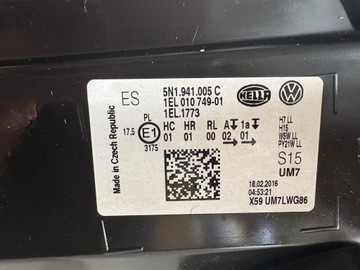 ES
5N1.941.005 C
1EL 010 749-01
1EL.1773
HELLA
VW
Made in Czech Republic
PL
17,5
E1
3175
HC HR RL A 1a
01 01 00 02 01
H7 LL
H15
W5W LL
PY21W LL
S15
UM7
18.02.2016
04:53:21
X59 UM7LWG86